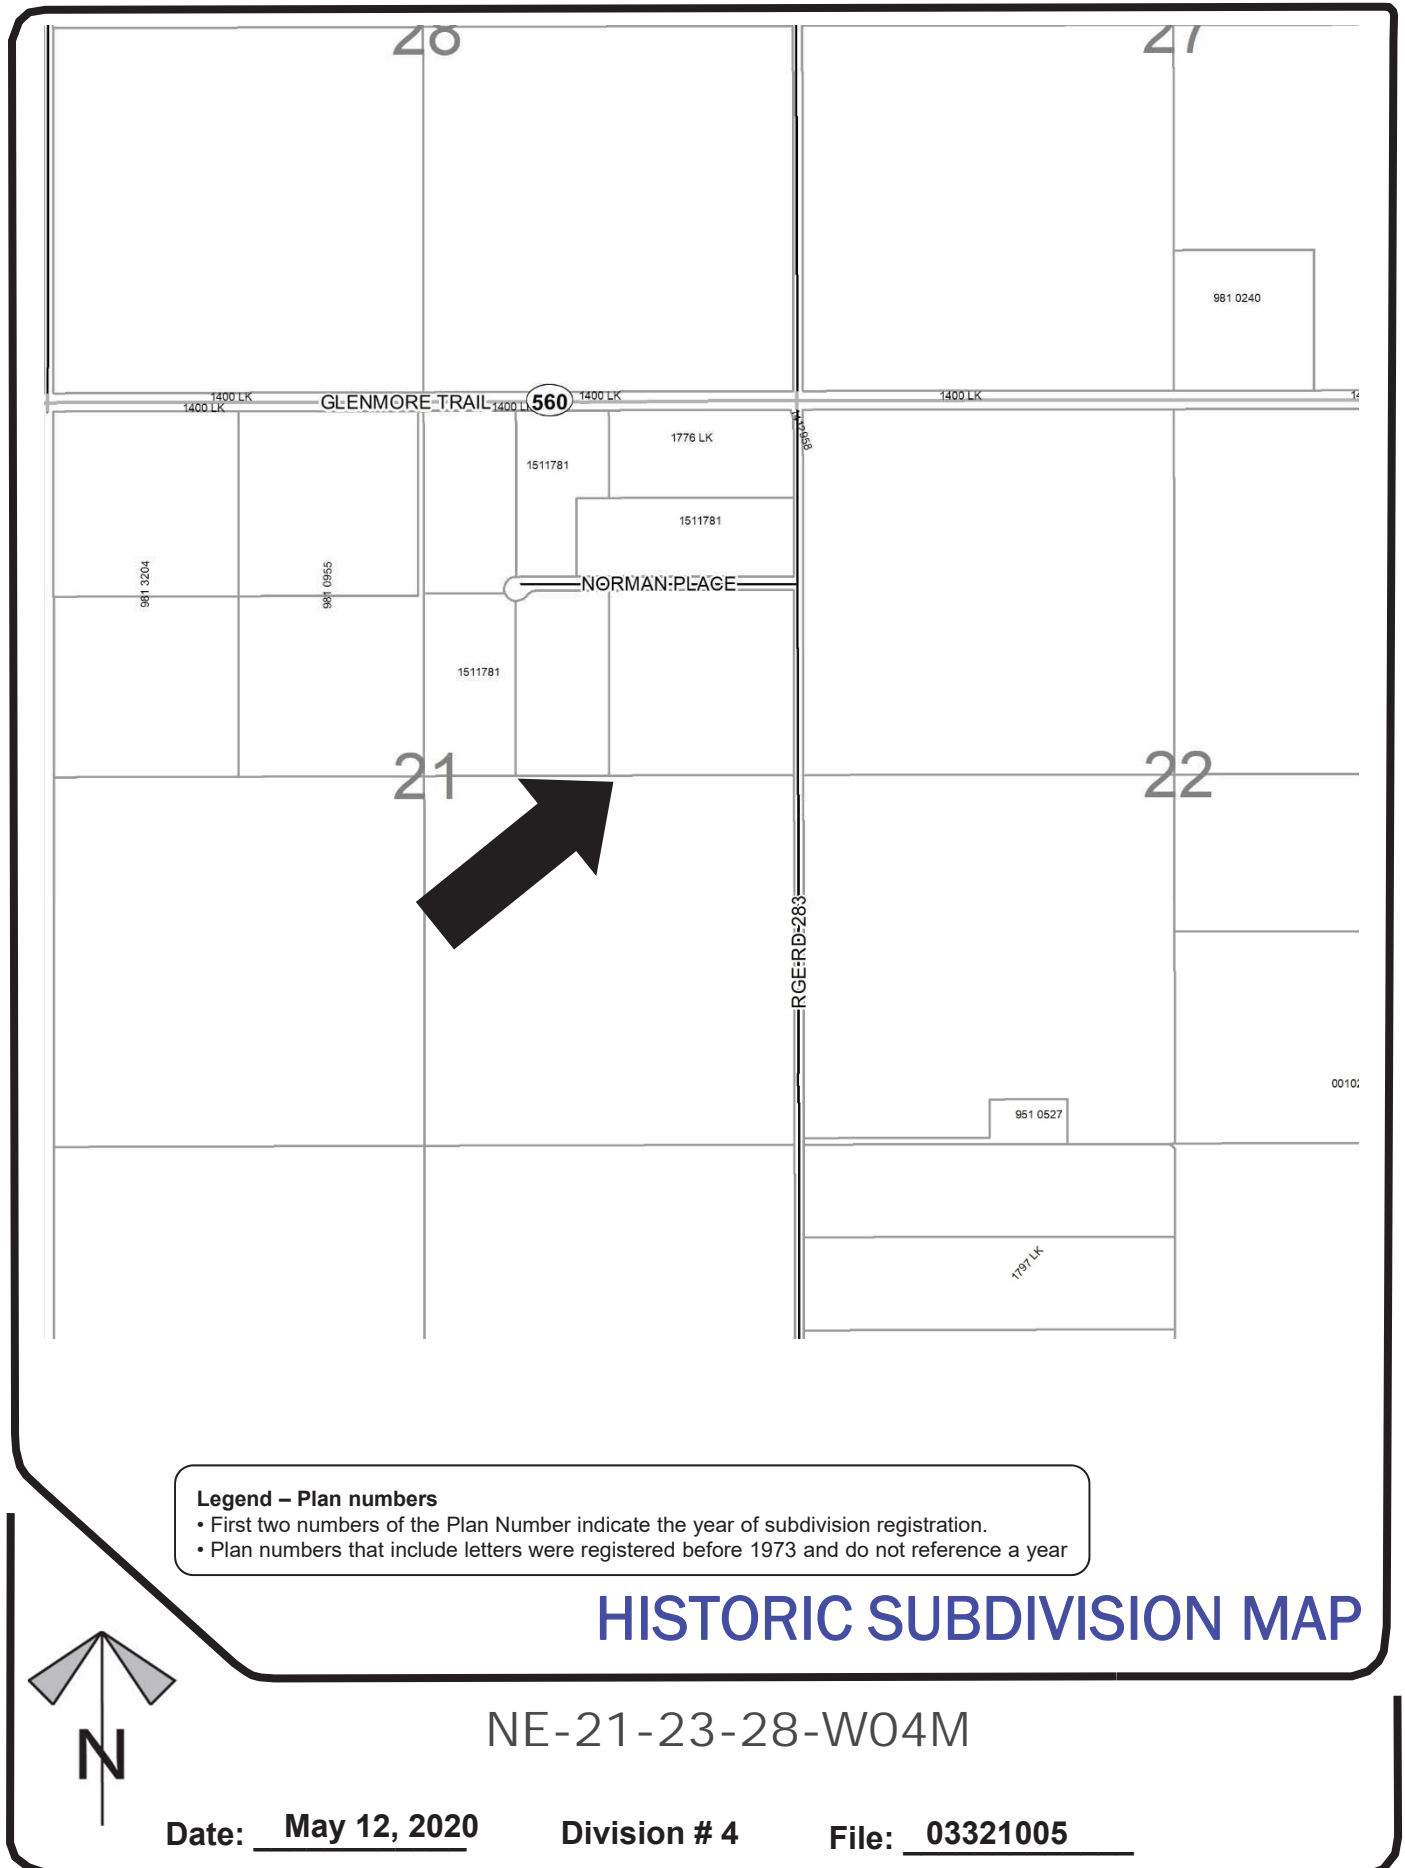 28
27
981 0240
1400 LK
1400 LK
GLENMORE TRAIL
560
1400 LK
1400 LK
1776 LK
1412958
1511781
1511781
981 3204
981 0955
NORMAN PLACE
1511781
21
22
RGE RD 283
951 0527
1797 LK
Legend – Plan numbers
• First two numbers of the Plan Number indicate the year of subdivision registration.
• Plan numbers that include letters were registered before 1973 and do not reference a year
HISTORIC SUBDIVISION MAP
N
NE-21-23-28-W04M
Date: May 12, 2020 Division # 4 File: 03321005